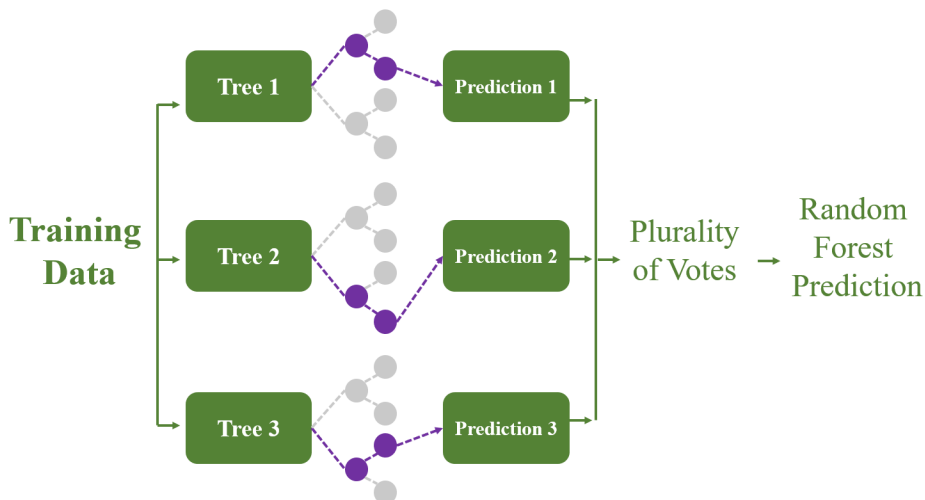 Training
Data
Tree 1
Prediction 1
Tree 2
Prediction 2
Tree 3
Prediction 3
Plurality
of Votes
Random
Forest
Prediction